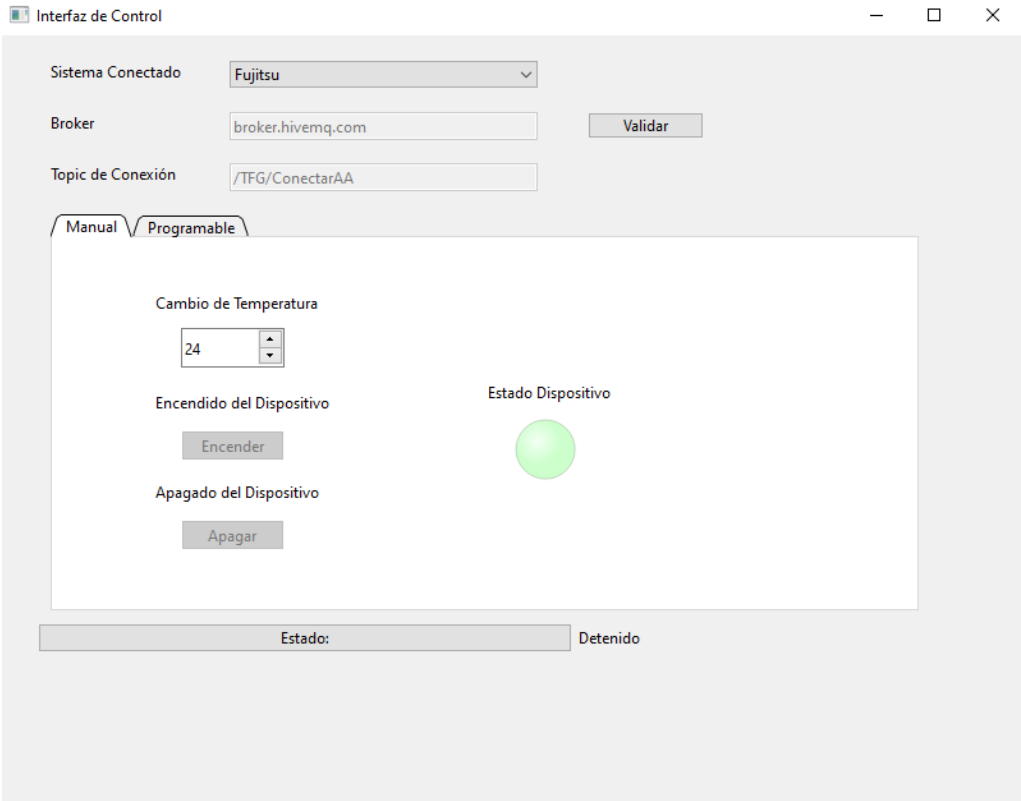 Interfaz de Control
Sistema Conectado
Fujitsu
Broker
broker.hivemq.com
Validar
Topic de Conexión
/TFG/ConectarAA
Manual
Programable
Cambio de Temperatura
24
Encendido del Dispositivo
Encender
Estado Dispositivo
Apagado del Dispositivo
Apagar
Estado:
Detenido